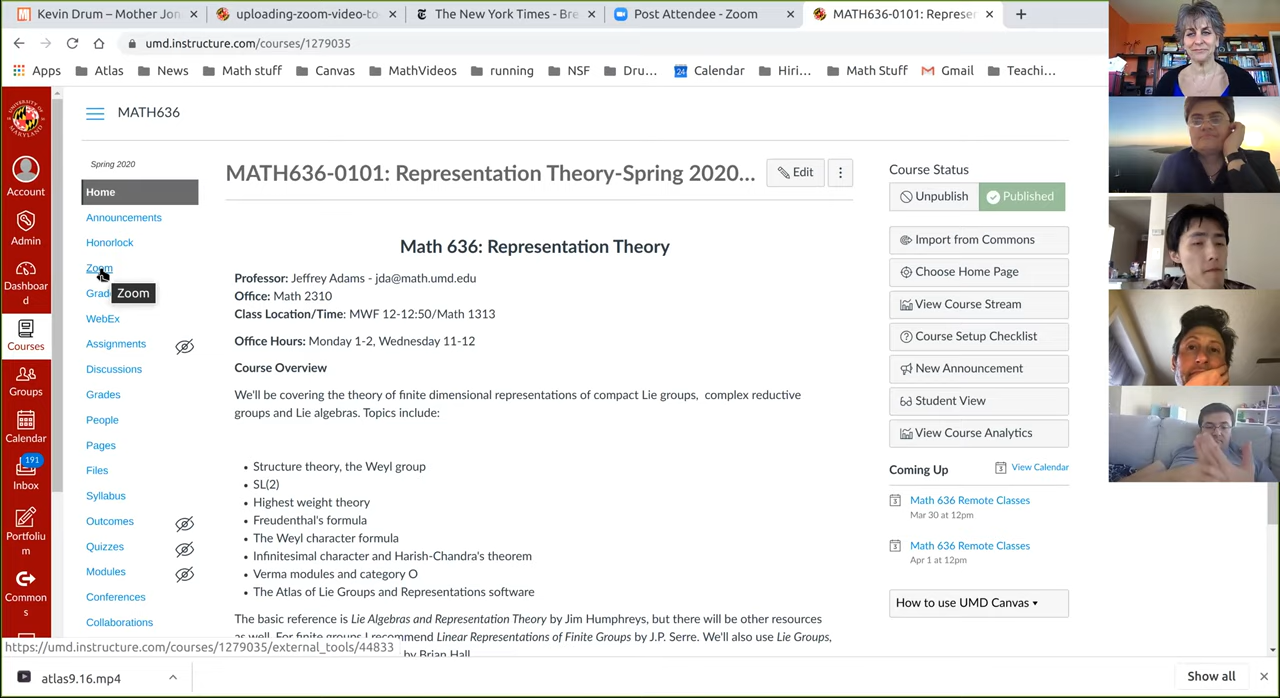 Kevin Drum – Mother Jon
uploading-zoom-video-to
The New York Times - Bre
Post Attendee - Zoom
MATH636-0101: Represer
umd.instructure.com/courses/1279035
Apps
Atlas
News
Math stuff
Canvas
MathVideos
running
NSF
Dru…
Calendar
Hiri…
Math Stuff
Gmail
Teachi…
Account
Admin
Dashboar
d
Courses
Groups
Calendar
191
Inbox
Portfoliu
m
Common
s
MATH636
Spring 2020
Home
Announcements
Honorlock
Zoom
Grad
Zoom
WebEx
Assignments
Discussions
Grades
People
Pages
Files
Syllabus
Outcomes
Quizzes
Modules
Conferences
Collaborations
MATH636-0101: Representation Theory-Spring 2020...
Edit
Math 636: Representation Theory
Professor: Jeffrey Adams - jda@math.umd.edu
Office: Math 2310
Class Location/Time: MWF 12-12:50/Math 1313
Office Hours: Monday 1-2, Wednesday 11-12
Course Overview
We'll be covering the theory of finite dimensional representations of compact Lie groups, complex reductive
groups and Lie algebras. Topics include:
• Structure theory, the Weyl group
• SL(2)
• Highest weight theory
• Freudenthal's formula
• The Weyl character formula
• Infinitesimal character and Harish-Chandra's theorem
• Verma modules and category O
• The Atlas of Lie Groups and Representations software
The basic reference is Lie Algebras and Representation Theory by Jim Humphreys, but there will be other resources
as well. For finite groups I recommend Linear Representations of Finite Groups by J.P. Serre. We'll also use Lie Groups,
by Brian Hall
Course Status
Unpublish
Published
Import from Commons
Choose Home Page
View Course Stream
Course Setup Checklist
New Announcement
Student View
View Course Analytics
Coming Up
View Calendar
Math 636 Remote Classes
Mar 30 at 12pm
Math 636 Remote Classes
Apr 1 at 12pm
How to use UMD Canvas
https://umd.instructure.com/courses/1279035/external_tools/44833
atlas9.16.mp4
Show all